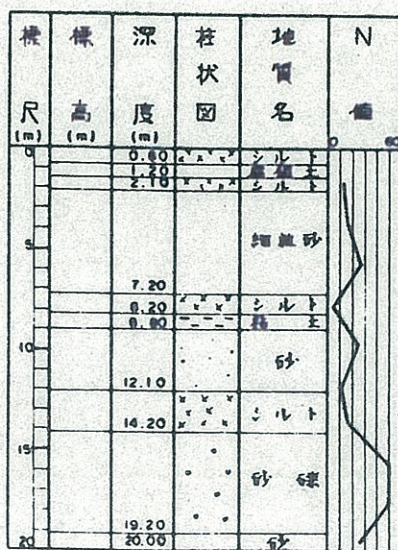 標尺(m) 標高(m) 深度(m) 柱状図 地質名 N値
0 0 60
0.60 シルト
1.20
2.10 シルト
5
細粒砂
7.20
8.20 シルト
土
10
砂
12.10
シルト
14.20
15
砂礫
19.20
20 20.00 砂